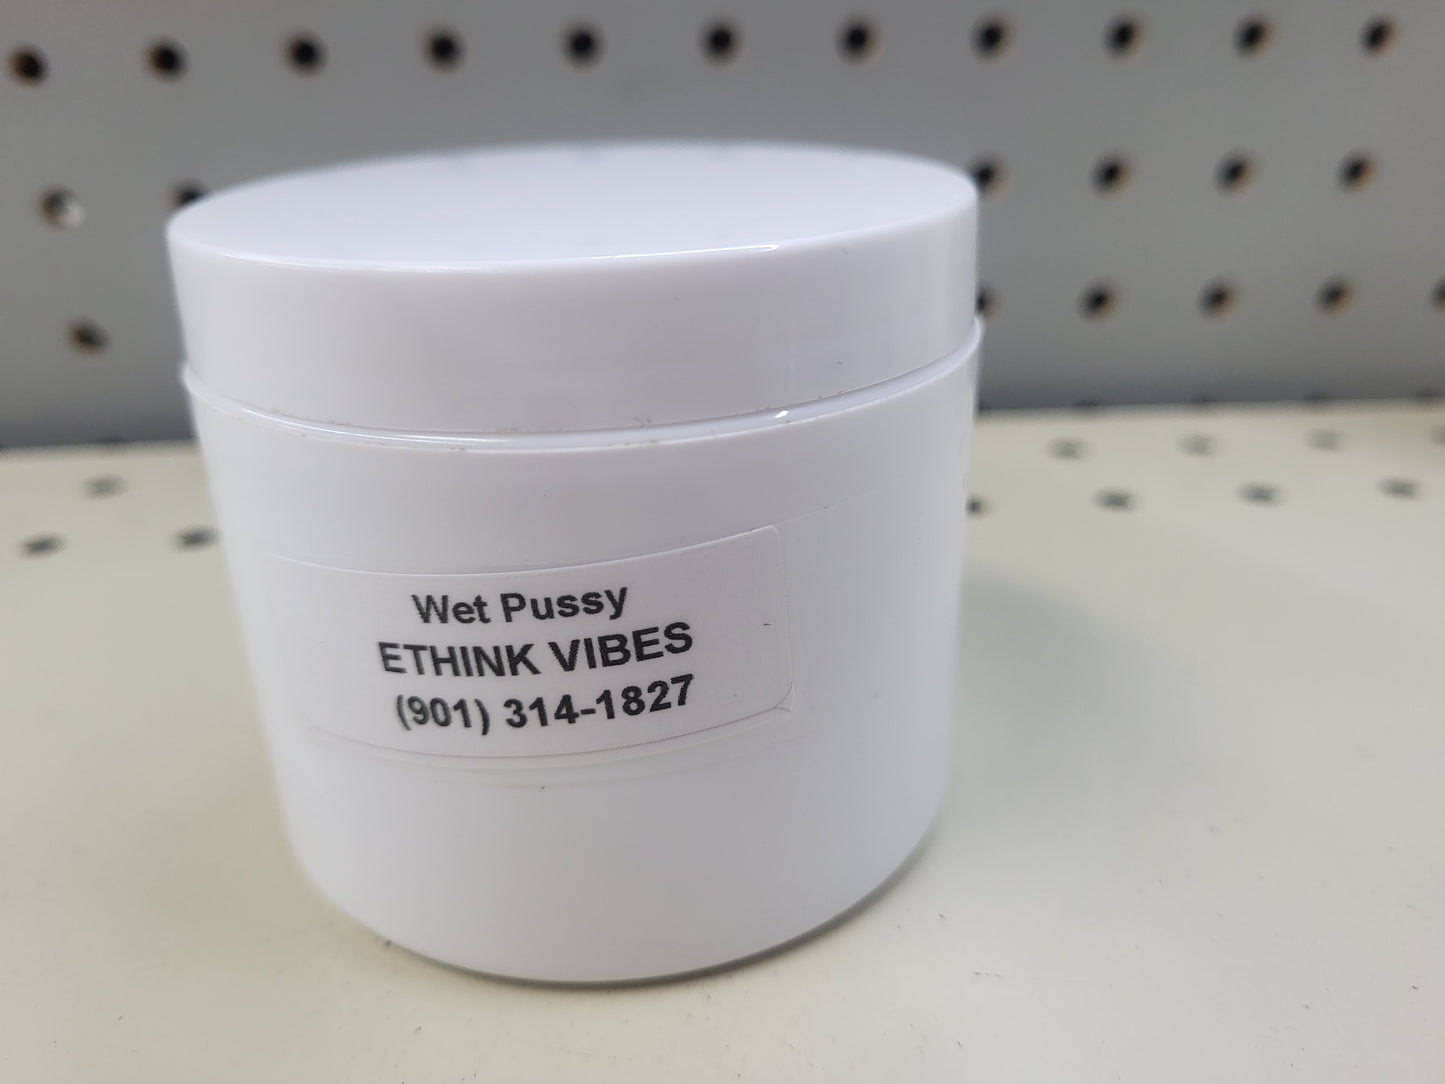 Wet Pussy
ETHINK VIBES
(901) 314-1827